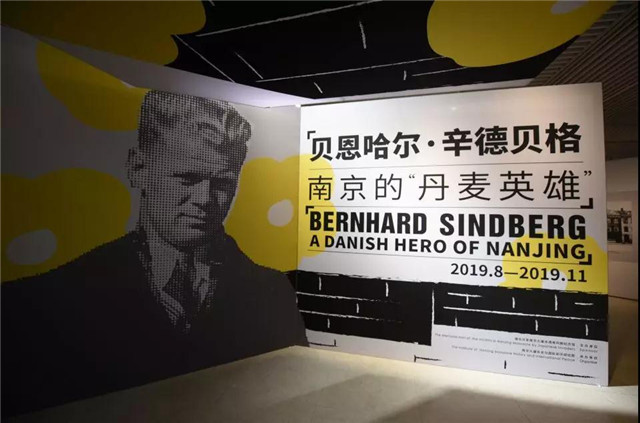 贝恩哈尔·辛德贝格
南京的“丹麦英雄”
BERNHARD SINDBERG
A DANISH HERO OF NANJING
2019.8—2019.11